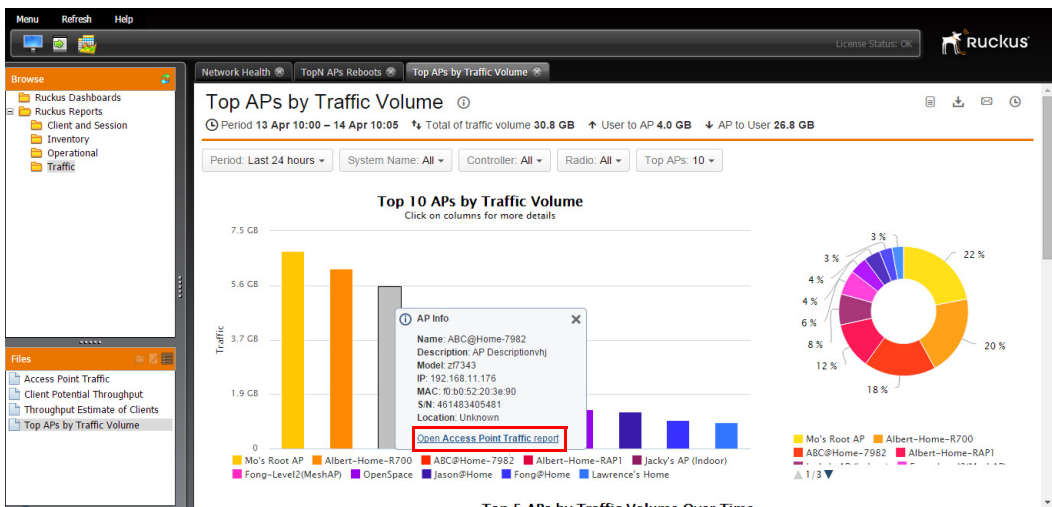 Menu Refresh Help
License Status: OK
Ruckus
Browse
Ruckus Dashboards
Ruckus Reports
Client and Session
Inventory
Operational
Traffic
Files
Access Point Traffic
Client Potential Throughput
Throughput Estimate of Clients
Top APs by Traffic Volume
Network Health TopN APs Reboots Top APs by Traffic Volume
Top APs by Traffic Volume
Period 13 Apr 10:00 – 14 Apr 10:05 Total of traffic volume 30.8 GB User to AP 4.0 GB AP to User 26.8 GB
Period: Last 24 hours System Name: All Controller: All Radio: All Top APs: 10
Top 10 APs by Traffic Volume
Click on columns for more details
7.5 GB
5.6 GB
3.7 GB
1.9 GB
0
Traffic
AP Info
Name: ABC@Home-7982
Description: AP Descriptionvhj
Model: zf7343
IP: 192.168.11.176
MAC: f0:b0:52:20:3e:90
S/N: 461483405481
Location: Unknown
Open Access Point Traffic report
Mo's Root AP Albert-Home-R700 ABC@Home-7982 Albert-Home-RAP1 Jacky's AP (Indoor)
Fong-Level2(MeshAP) OpenSpace Jason@Home Fong@Home Lawrence's Home
3 %
22 %
3 %
4 %
4 %
6 %
8 %
12 %
18 %
20 %
Mo's Root AP Albert-Home-R700
ABC@Home-7982 Albert-Home-RAP1
1/3
Top 5 APs by Traffic Volume Over Time